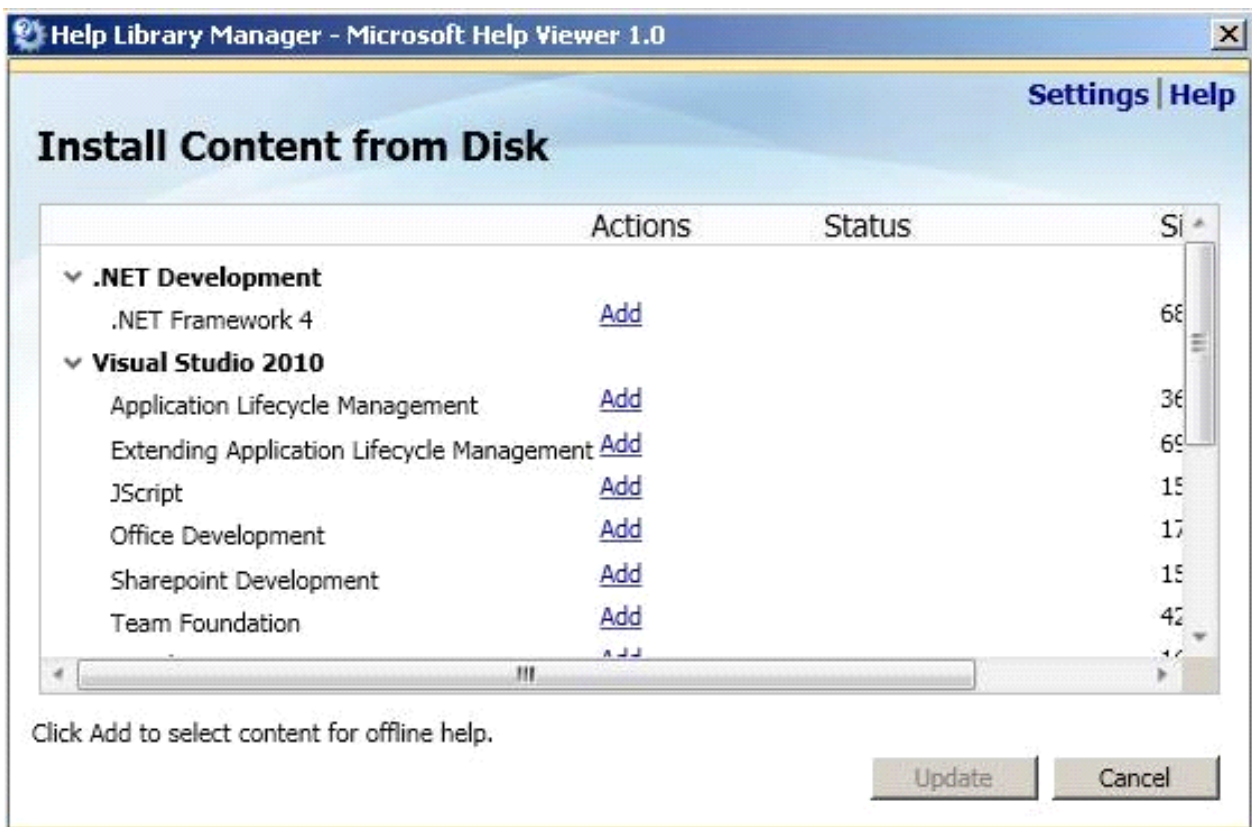 Help Library Manager - Microsoft Help Viewer 1.0
Settings | Help
Install Content from Disk
Actions Status
.NET Development
.NET Framework 4 Add
Visual Studio 2010
Application Lifecycle Management Add
Extending Application Lifecycle Management Add
JScript Add
Office Development Add
Sharepoint Development Add
Team Foundation Add
Click Add to select content for offline help.
Update Cancel